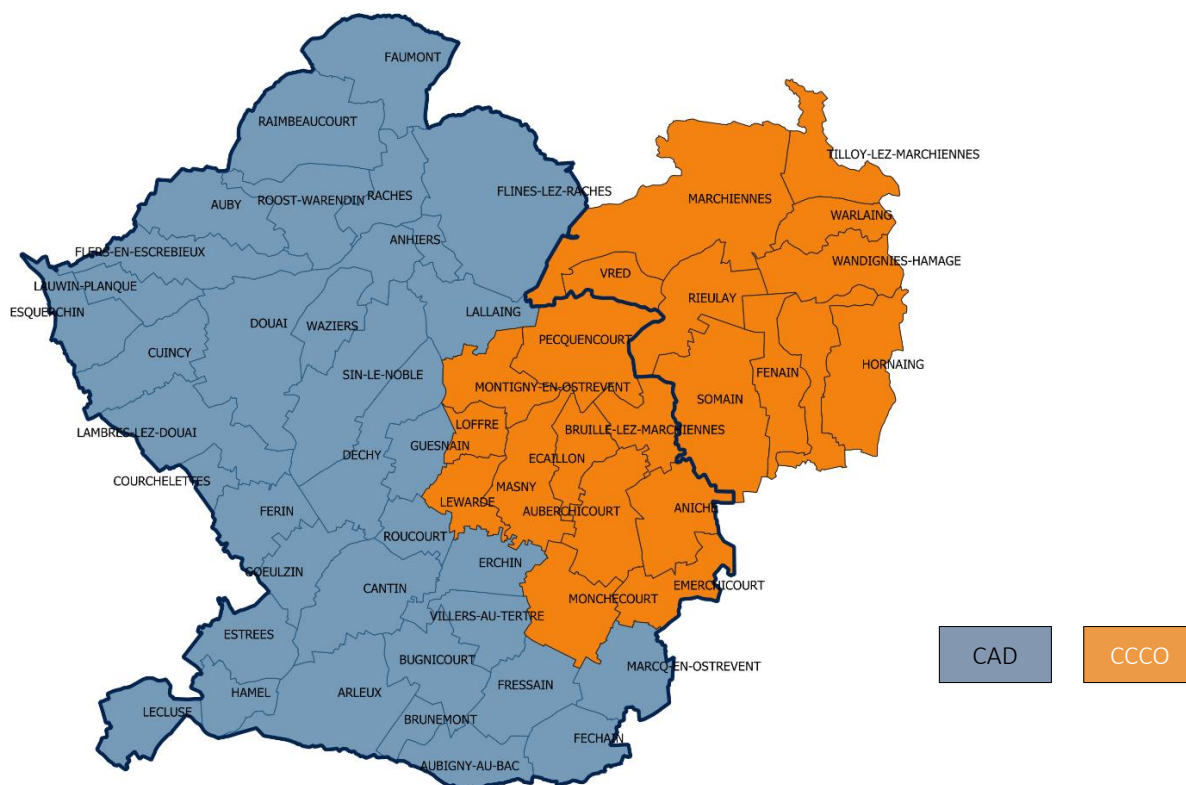 FAUMONT
RAIMBEAUCOURT
TILLOY-LEZ-MARCHIENNES
FLINES-LEZ-RACHES
RACHES
ROOST-WARENDIN
MARCHIENNES
AUBY
WARLAING
ANHIERS
FLERS-EN-ESCREBIEUX
WANDIGNIES-HAMAGE
VRED
LAUWIN-PLANQUE
RIEULAY
ESQUERCHIN
LALLAING
DOUAI
WAZIERS
PECQUENCOURT
CUINCY
HORNAING
SIN-LE-NOBLE
FENAIN
MONTIGNY-EN-OSTREVENT
SOMAIN
LOFFRE
BRUILLE-LEZ-MARCHIENNES
LAMBRES-LEZ-DOUAI
GUESNAIN
DECHY
ECAILLON
COURCHELETTES
MASNY
LEWARDE
ANICHE
FERIN
AUBERCHICOURT
ROUCOURT
ERCHIN
GOEULZIN
EMERCHICOURT
CANTIN
MONCHECOURT
VILLERS-AU-TERTRE
ESTREES
CAD
CCCO
BUGNICOURT
MARCQ-EN-OSTREVENT
FRESSAIN
HAMEL
ARLEUX
LECLUSE
BRUNEMONT
FECHAIN
AUBIGNY-AU-BAC